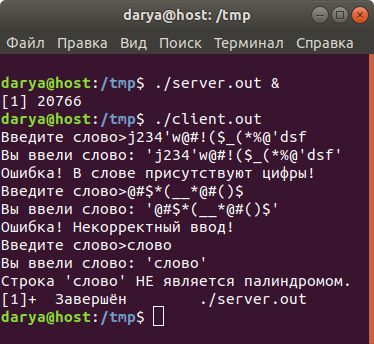 darya@host: /tmp
Файл Правка Вид Поиск Терминал Справка
darya@host:/tmp$ ./server.out &
[1] 20766
darya@host:/tmp$ ./client.out
Введите слово>j234'w@#!($_(*%@'dsf
Вы ввели слово: 'j234'w@#!($_(*%@'dsf'
Ошибка! В слове присутствуют цифры!
Введите слово>@#$*(__*@#()$
Вы ввели слово: '@#$*(__*@#()$'
Ошибка! Некорректный ввод!
Введите слово>слово
Вы ввели слово: 'слово'
Строка 'слово' НЕ является палиндромом.
[1]+  Завершён        ./server.out
darya@host:/tmp$